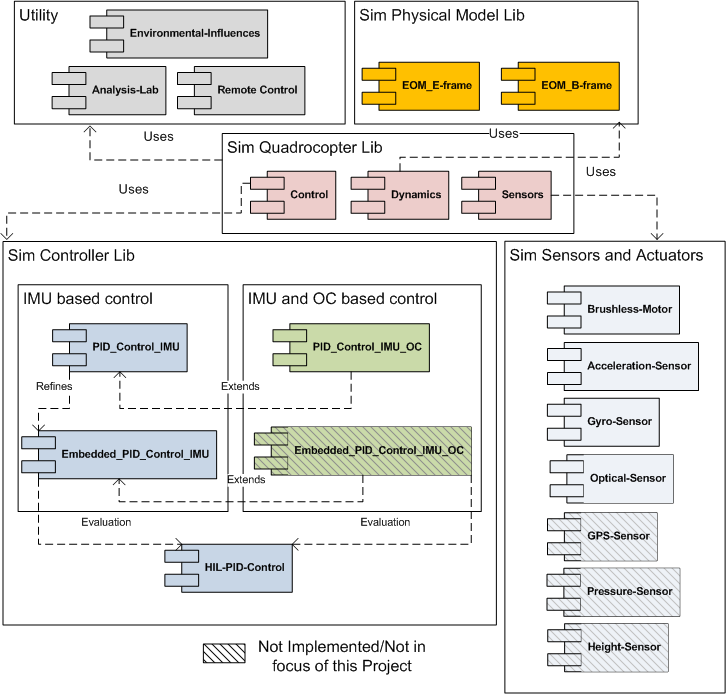 Utility
Environmental-Influences
Analysis-Lab
Remote Control
Sim Physical Model Lib
EOM_E-frame
EOM_B-frame
Uses
Uses
Sim Quadrocopter Lib
Uses
Uses
Control
Dynamics
Sensors
Sim Controller Lib
IMU based control
IMU and OC based control
PID_Control_IMU
PID_Control_IMU_OC
Refines
Extends
Embedded_PID_Control_IMU
Embedded_PID_Control_IMU_OC
Extends
Evaluation
Evaluation
HIL-PID-Control
Sim Sensors and Actuators
Brushless-Motor
Acceleration-Sensor
Gyro-Sensor
Optical-Sensor
GPS-Sensor
Pressure-Sensor
Height-Sensor
Not Implemented/Not in
focus of this Project